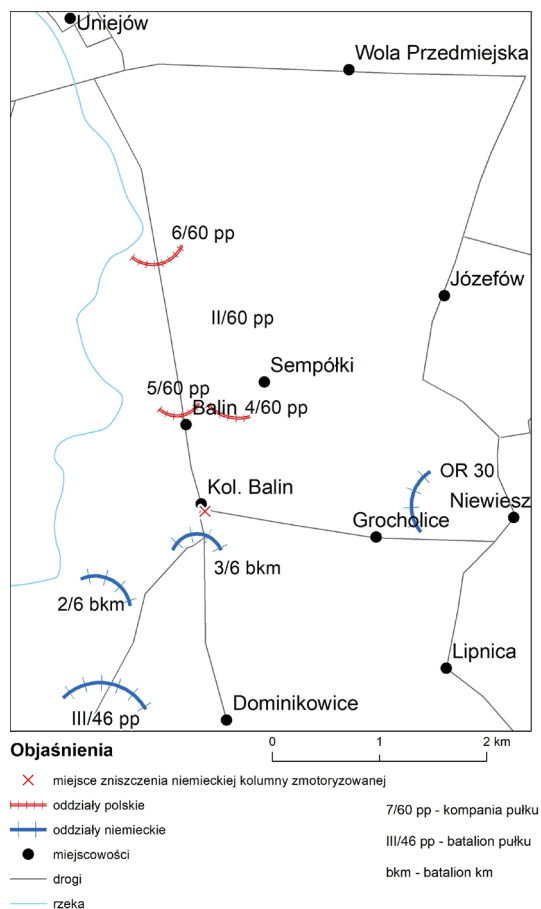 Uniejów
Wola Przedmiejska
6/60 pp
Józefów
II/60 pp
Sempółki
5/60 pp
Balin 4/60 pp
OR 30
Kol. Balin
Niewiesz
Grocholice
3/6 bkm
2/6 bkm
Lipnica
Dominikowice
III/46 pp
Objaśnienia
0 1 2 km
miejsce zniszczenia niemieckiej kolumny zmotoryzowanej
oddziały polskie
7/60 pp - kompania pułku
oddziały niemieckie
III/46 pp - batalion pułku
miejscowości
bkm - batalion km
drogi
rzeka